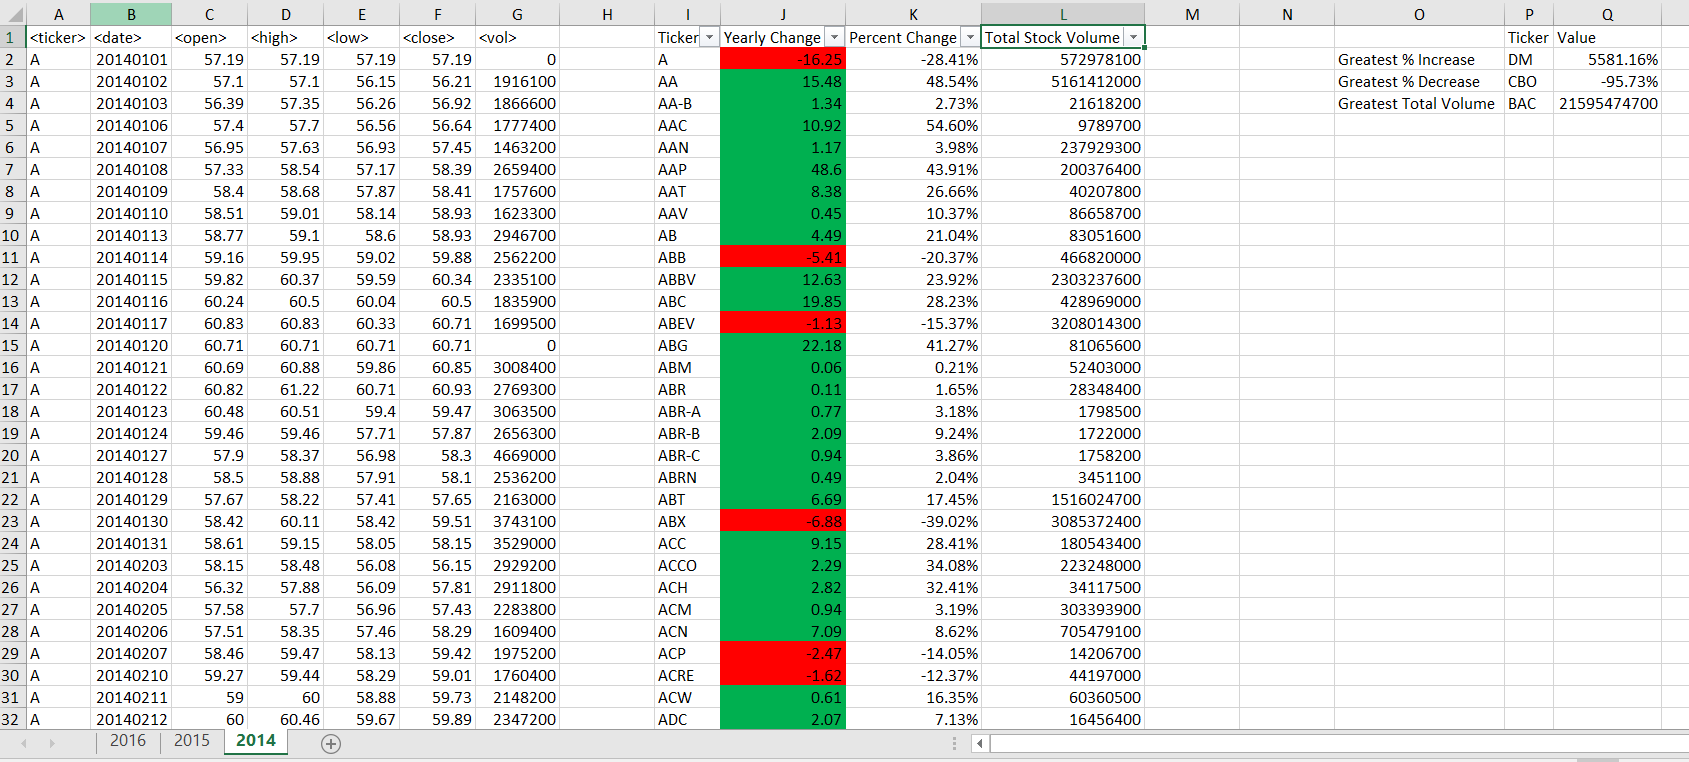 A B C D E F G H I J K L M N O P Q
1 <ticker> <date> <open> <high> <low> <close> <vol> Ticker Yearly Change Percent Change Total Stock Volume Ticker Value
2 A 20140101 57.19 57.19 57.19 57.19 0 A -16.25 -28.41% 572978100 Greatest % Increase DM 5581.16%
3 A 20140102 57.1 57.1 56.15 56.21 1916100 AA 15.48 48.54% 5161412000 Greatest % Decrease CBO -95.73%
4 A 20140103 56.39 57.35 56.26 56.92 1866600 AA-B 1.34 2.73% 21618200 Greatest Total Volume BAC 21595474700
5 A 20140106 57.4 57.7 56.56 56.64 1777400 AAC 10.92 54.60% 9789700
6 A 20140107 56.95 57.63 56.93 57.45 1463200 AAN 1.17 3.98% 237929300
7 A 20140108 57.33 58.54 57.17 58.39 2659400 AAP 48.6 43.91% 200376400
8 A 20140109 58.4 58.68 57.87 58.41 1757600 AAT 8.38 26.66% 40207800
9 A 20140110 58.51 59.01 58.14 58.93 1623300 AAV 0.45 10.37% 86658700
10 A 20140113 58.77 59.1 58.6 58.93 2946700 AB 4.49 21.04% 83051600
11 A 20140114 59.16 59.95 59.02 59.88 2562200 ABB -5.41 -20.37% 466820000
12 A 20140115 59.82 60.37 59.59 60.34 2335100 ABBV 12.63 23.92% 2303237600
13 A 20140116 60.24 60.5 60.04 60.5 1835900 ABC 19.85 28.23% 428969000
14 A 20140117 60.83 60.83 60.33 60.71 1699500 ABEV -1.13 -15.37% 3208014300
15 A 20140120 60.71 60.71 60.71 60.71 0 ABG 22.18 41.27% 81065600
16 A 20140121 60.69 60.88 59.86 60.85 3008400 ABM 0.06 0.21% 52403000
17 A 20140122 60.82 61.22 60.71 60.93 2769300 ABR 0.11 1.65% 28348400
18 A 20140123 60.48 60.51 59.4 59.47 3063500 ABR-A 0.77 3.18% 1798500
19 A 20140124 59.46 59.46 57.71 57.87 2656300 ABR-B 2.09 9.24% 1722000
20 A 20140127 57.9 58.37 56.98 58.3 4669000 ABR-C 0.94 3.86% 1758200
21 A 20140128 58.5 58.88 57.91 58.1 2536200 ABRN 0.49 2.04% 3451100
22 A 20140129 57.67 58.22 57.41 57.65 2163000 ABT 6.69 17.45% 1516024700
23 A 20140130 58.42 60.11 58.42 59.51 3743100 ABX -6.88 -39.02% 3085372400
24 A 20140131 58.61 59.15 58.05 58.15 3529000 ACC 9.15 28.41% 180543400
25 A 20140203 58.15 58.48 56.08 56.15 2929200 ACCO 2.29 34.08% 223248000
26 A 20140204 56.32 57.88 56.09 57.81 2911800 ACH 2.82 32.41% 34117500
27 A 20140205 57.58 57.7 56.96 57.43 2283800 ACM 0.94 3.19% 303393900
28 A 20140206 57.51 58.35 57.46 58.29 1609400 ACN 7.09 8.62% 705479100
29 A 20140207 58.46 59.47 58.13 59.42 1975200 ACP -2.47 -14.05% 14206700
30 A 20140210 59.27 59.44 58.29 59.01 1760400 ACRE -1.62 -12.37% 44197000
31 A 20140211 59 60 58.88 59.73 2148200 ACW 0.61 16.35% 60360500
32 A 20140212 60 60.46 59.67 59.89 2347200 ADC 2.07 7.13% 16456400
2016 2015 2014